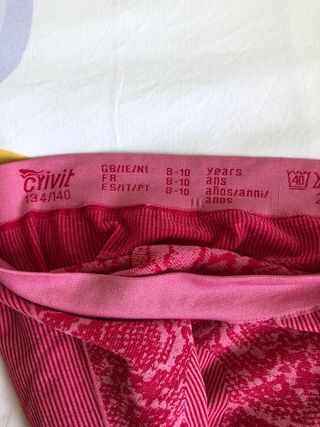 crivit
134/140
GB/IE/NI 8-10 years
FR 8-10 ans
ES/IT/PT 8-10 años/anni/
anos
40